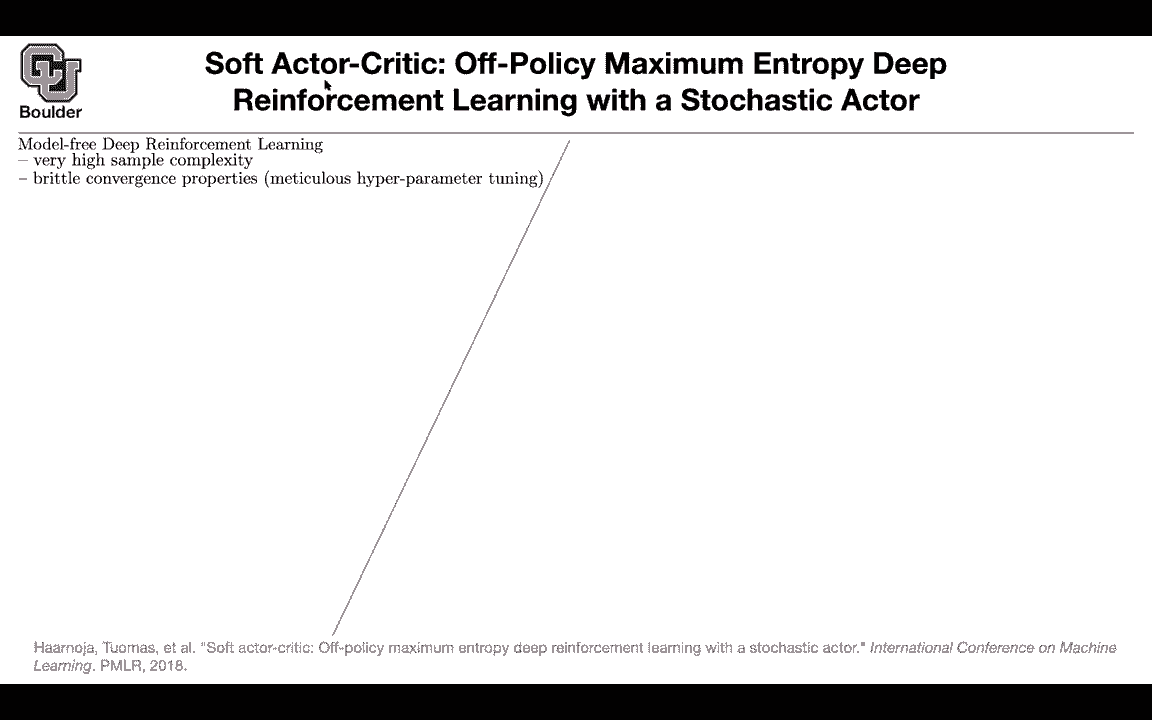 Soft Actor-Critic: Off-Policy Maximum Entropy Deep
Reinforcement Learning with a Stochastic Actor
CU
Boulder
Model-free Deep Reinforcement Learning
– very high sample complexity
– brittle convergence properties (meticulous hyper-parameter tuning)
Haarnoja, Tuomas, et al. "Soft actor-critic: Off-policy maximum entropy deep reinforcement learning with a stochastic actor." International Conference on Machine
Learning. PMLR, 2018.